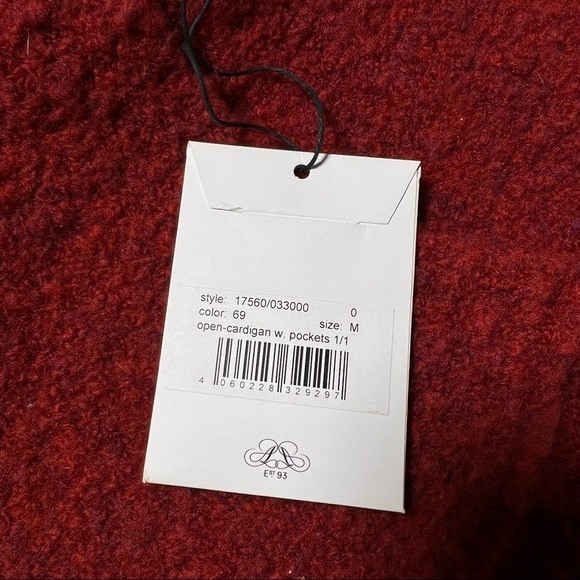 style: 17560/033000 0
color: 69 size: M
open-cardigan w. pockets 1/1
4 060228 329297
EST 93